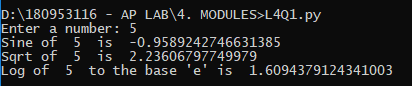 D:\180953116 - AP LAB\4. MODULES>L4Q1.py
Enter a number: 5
Sine of  5  is  -0.9589242746631385
Sqrt of  5  is  2.23606797749979
Log of  5  to the base 'e' is  1.6094379124341003